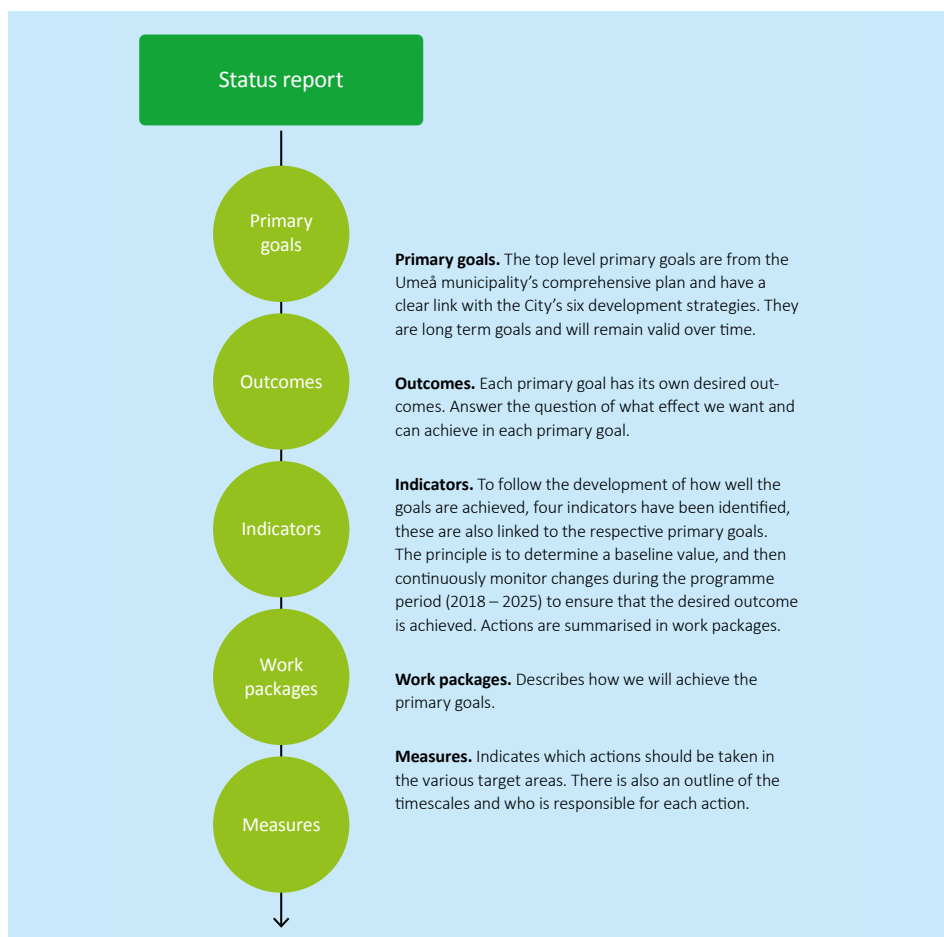 Status report
Primary
goals
Primary goals. The top level primary goals are from the
Umeå municipality's comprehensive plan and have a
clear link with the City's six development strategies. They
are long term goals and will remain valid over time.
Outcomes
Outcomes. Each primary goal has its own desired out-
comes. Answer the question of what effect we want and
can achieve in each primary goal.
Indicators
Indicators. To follow the development of how well the
goals are achieved, four indicators have been identified,
these are also linked to the respective primary goals.
The principle is to determine a baseline value, and then
continuously monitor changes during the programme
period (2018 – 2025) to ensure that the desired outcome
is achieved. Actions are summarised in work packages.
Work
packages
Work packages. Describes how we will achieve the
primary goals.
Measures
Measures. Indicates which actions should be taken in
the various target areas. There is also an outline of the
timescales and who is responsible for each action.